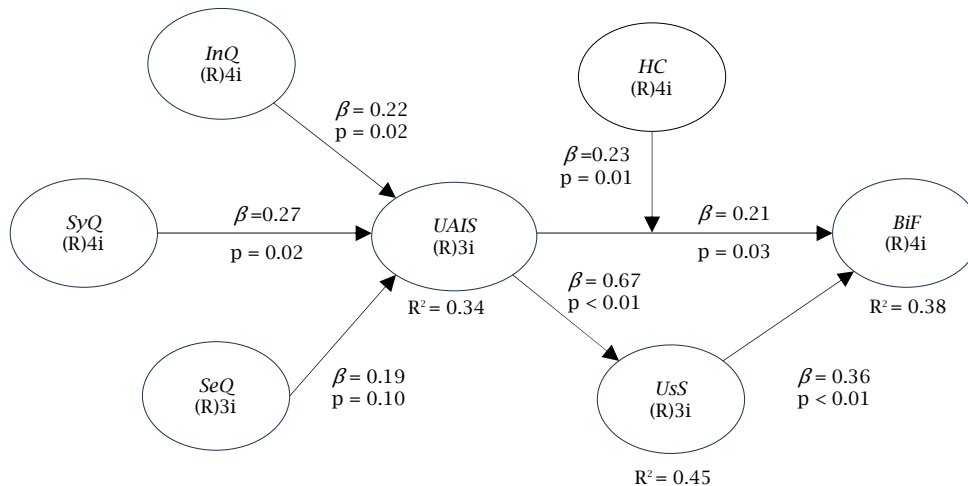 InQ
(R)4i
HC
(R)4i
β = 0.22
p = 0.02
β =0.23
p = 0.01
SyQ
(R)4i
β =0.27
p = 0.02
UAIS
(R)3i
β = 0.21
p = 0.03
BiF
(R)4i
R² = 0.34
β = 0.67
p < 0.01
R² = 0.38
SeQ
(R)3i
β = 0.19
p = 0.10
UsS
(R)3i
β = 0.36
p < 0.01
R² = 0.45